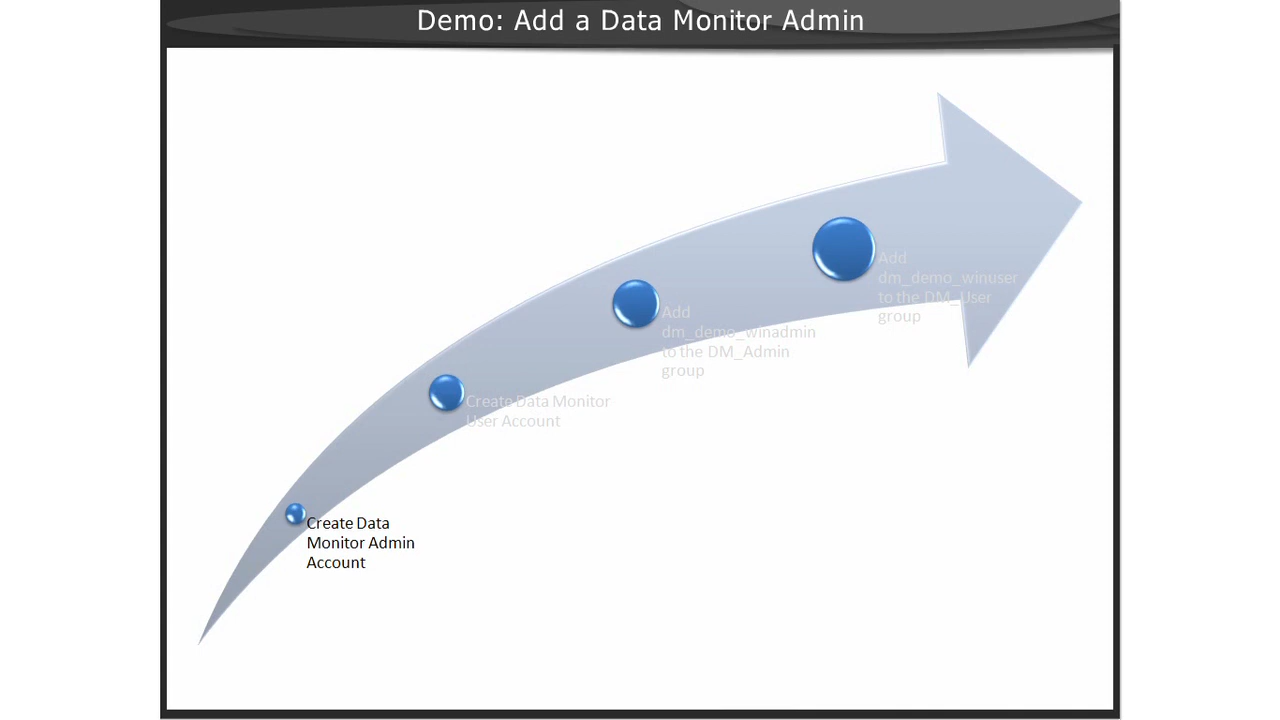 Demo: Add a Data Monitor Admin
Add
dm_demo_winuser
to the DM_User
group
Add
dm_demo_winadmin
to the DM_Admin
group
Create Data Monitor
User Account
Create Data
Monitor Admin
Account